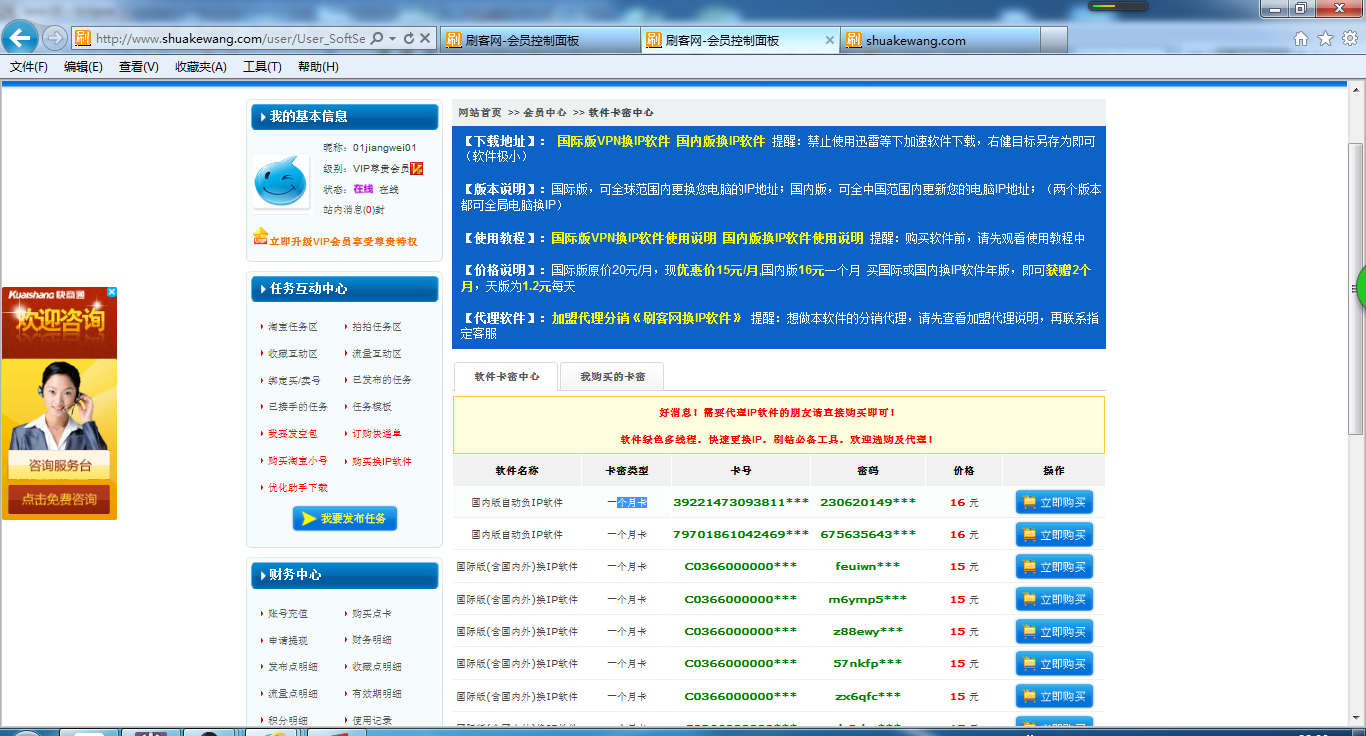 http://www.shuakewang.com/user/User_SoftSe
刷客网-会员控制面板
刷客网-会员控制面板
shuakewang.com
文件(F) 编辑(E) 查看(V) 收藏夹(A) 工具(T) 帮助(H)
我的基本信息
昵称：01jiangwei01
级别：VIP尊贵会员
状态：在线 在线
站内消息(0)封
立即升级VIP会员享受尊贵特权
任务互动中心
淘宝任务区 拍拍任务区
收藏互动区 流量互动区
绑定买/卖号 已发布的任务
已接手的任务 任务模板
我要发空包 订购快递单
购买淘宝小号 购买换IP软件
优化助手下载
我要发布任务
财务中心
账号充值 购买点卡
申请提现 财务明细
发布点明细 收藏点明细
流量点明细 有效期明细
积分明细 使用记录
Kuaishang 快商通
欢迎咨询
咨询服务台
点击免费咨询
网站首页 >> 会员中心 >> 软件卡密中心
【下载地址】： 国际版VPN换IP软件 国内版换IP软件 提醒：禁止使用迅雷等下加速软件下载，右健目标另存为即可
（软件极小）
【版本说明】：国际版，可全球范围内更换您电脑的IP地址；国内版，可全中国范围内更新您的电脑IP地址；（两个版本
都可全局电脑换IP）
【使用教程】：国际版VPN换IP软件使用说明 国内版换IP软件使用说明 提醒：购买软件前，请先观看使用教程中
【价格说明】：国际版原价20元/月，现优惠价15元/月,国内版16元一个月 买国际或国内换IP软件年版，即可获赠2个
月，天版为1.2元每天
【代理软件】：加盟代理分销《刷客网换IP软件》 提醒：想做本软件的分销代理，请先查看加盟代理说明，再联系指
定客服
软件卡密中心 我购买的卡密
好消息！需要代理IP软件的朋友请直接购买即可！
软件绿色多线程，快速更换IP，刷钻必备工具，欢迎选购及代理！
软件名称 卡密类型 卡号 密码 价格 操作
国内版自动负IP软件 一个月卡 39221473093811*** 230620149*** 16 元 立即购买
国内版自动负IP软件 一个月卡 79701861042469*** 675635643*** 16 元 立即购买
国际版(含国内外)换IP软件 一个月卡 C0366000000*** feuiwn*** 15 元 立即购买
国际版(含国内外)换IP软件 一个月卡 C0366000000*** m6ymp5*** 15 元 立即购买
国际版(含国内外)换IP软件 一个月卡 C0366000000*** z88ewy*** 15 元 立即购买
国际版(含国内外)换IP软件 一个月卡 C0366000000*** 57nkfp*** 15 元 立即购买
国际版(含国内外)换IP软件 一个月卡 C0366000000*** zx6qfc*** 15 元 立即购买